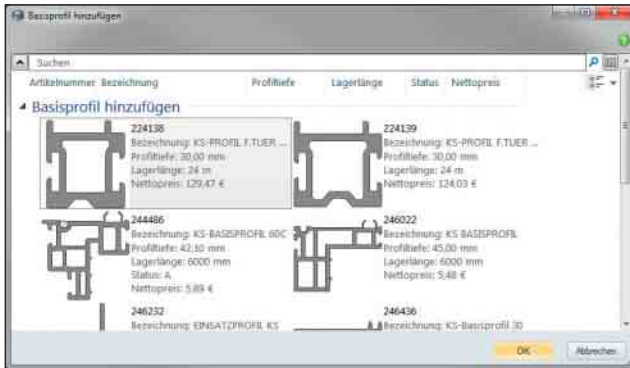 Basisprofil hinzufügen
Suchen
Artikelnummer Bezeichnung Profiltiefe Lagerlänge Status Nettopreis
Basisprofil hinzufügen
224138
Bezeichnung: KS-PROFIL F.TUER ...
Profiltiefe: 30,00 mm
Lagerlänge: 24 m
Nettopreis: 129,47 €
224139
Bezeichnung: KS-PROFIL F.TUER ...
Profiltiefe: 30,00 mm
Lagerlänge: 24 m
Nettopreis: 124,03 €
244486
Bezeichnung: KS-BASISPROFIL 60C
Profiltiefe: 42,10 mm
Lagerlänge: 6000 mm
Status: A
Nettopreis: 5,89 €
246022
Bezeichnung: KS BASISPROFIL
Profiltiefe: 45,00 mm
Lagerlänge: 6000 mm
Nettopreis: 5,48 €
246232
Bezeichnung: EINSATZPROFIL KS
246436
Bezeichnung: KS-Basisprofil 30
OK
Abbrechen